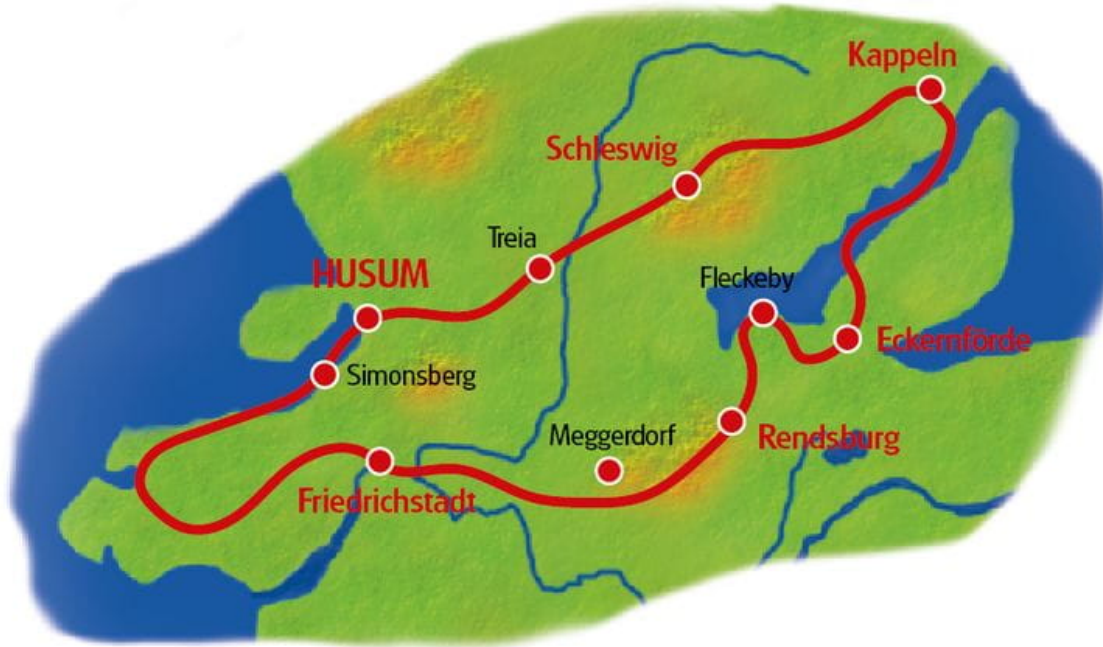 Kappeln
Schleswig
Treia
HUSUM
Fleckeby
Eckernförde
Simonsberg
Meggerdorf
Rendsburg
Friedrichstadt